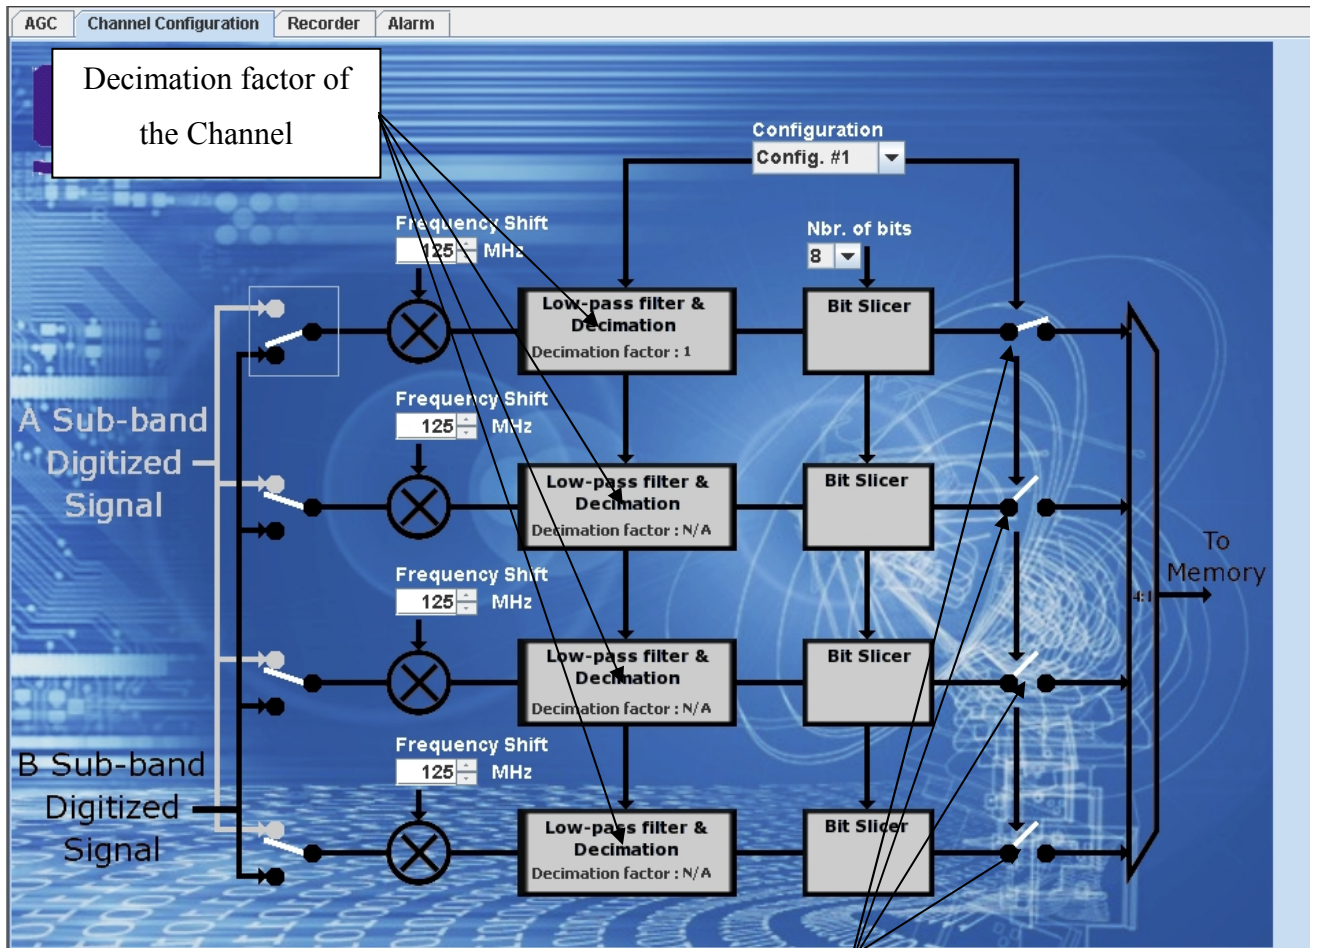 AGC
Channel Configuration
Recorder
Alarm
Decimation factor of
the Channel
Configuration
Config. #1
Frequency Shift
125 MHz
Nbr. of bits
8
Low-pass filter &
Decimation
Decimation factor : 1
Bit Slicer
A Sub-band
Digitized
Signal
Frequency Shift
125 MHz
Low-pass filter &
Decimation
Decimation factor : N/A
Bit Slicer
Frequency Shift
125 MHz
Low-pass filter &
Decimation
Decimation factor : N/A
Bit Slicer
To
Memory
4:1
B Sub-band
Digitized
Signal
Frequency Shift
125 MHz
Low-pass filter &
Decimation
Decimation factor : N/A
Bit Slicer